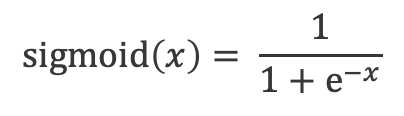 sigmoid(x) = 1 / (1 + e⁻ˣ)